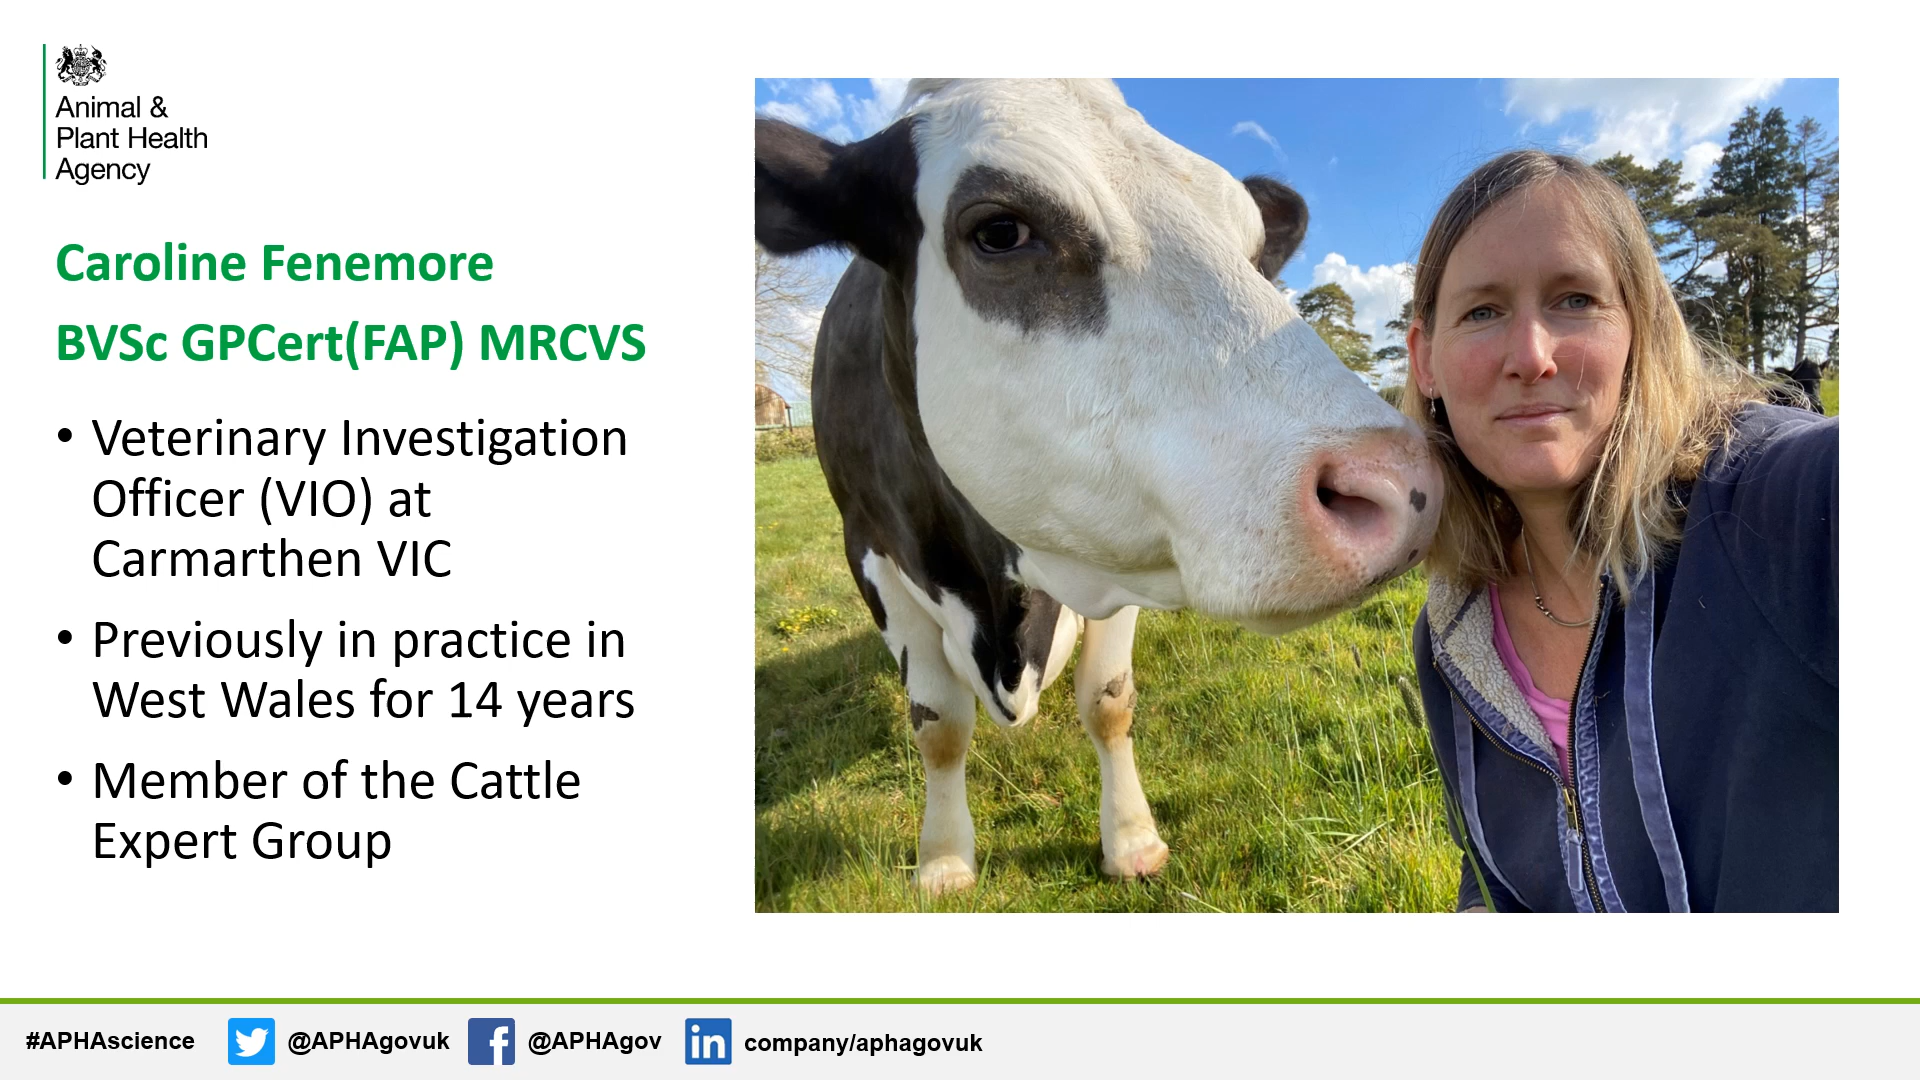 Animal &
Plant Health
Agency
Caroline Fenemore
BVSc GPCert(FAP) MRCVS
• Veterinary Investigation
Officer (VIO) at
Carmarthen VIC
• Previously in practice in
West Wales for 14 years
• Member of the Cattle
Expert Group
#APHAscience @APHAgovuk @APHAgov company/aphagovuk